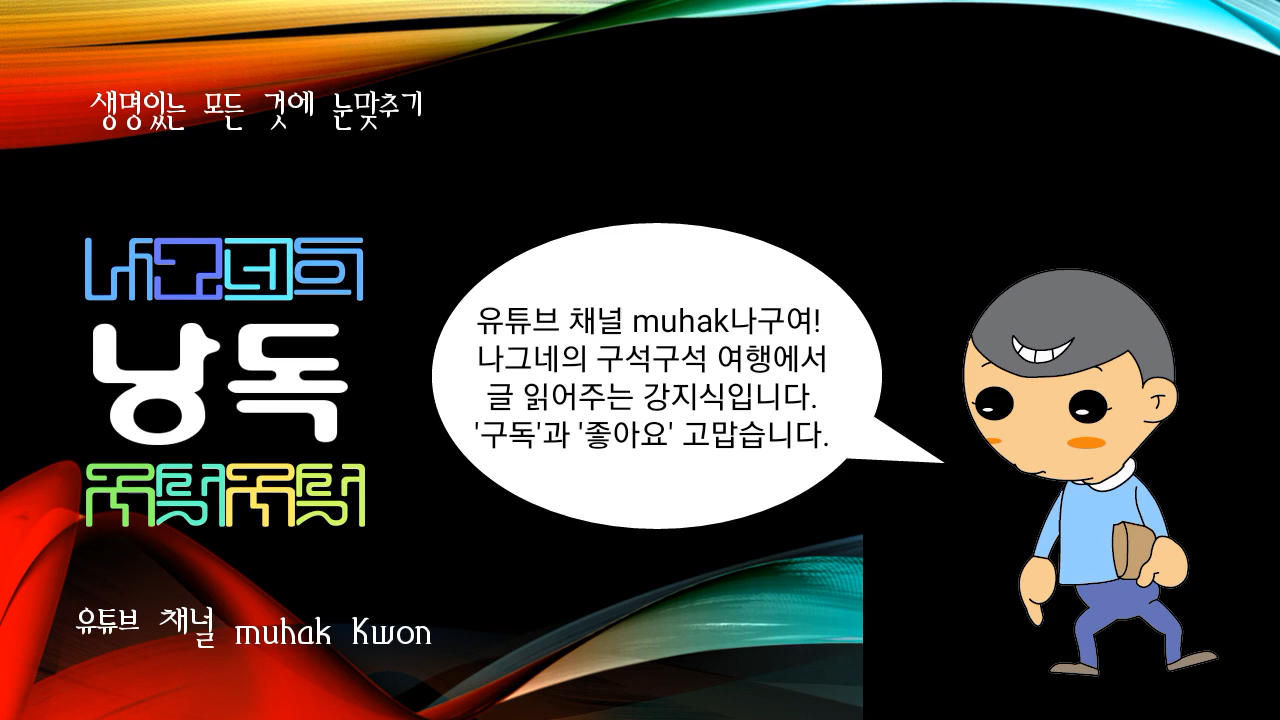 생명있는 모든 것에 눈맞추기
나그네의
낭독
구석구석
유튜브 채널 muhak나구여!
나그네의 구석구석 여행에서
글 읽어주는 강지식입니다.
'구독'과 '좋아요' 고맙습니다.
유튜브 채널 muhak Kwon